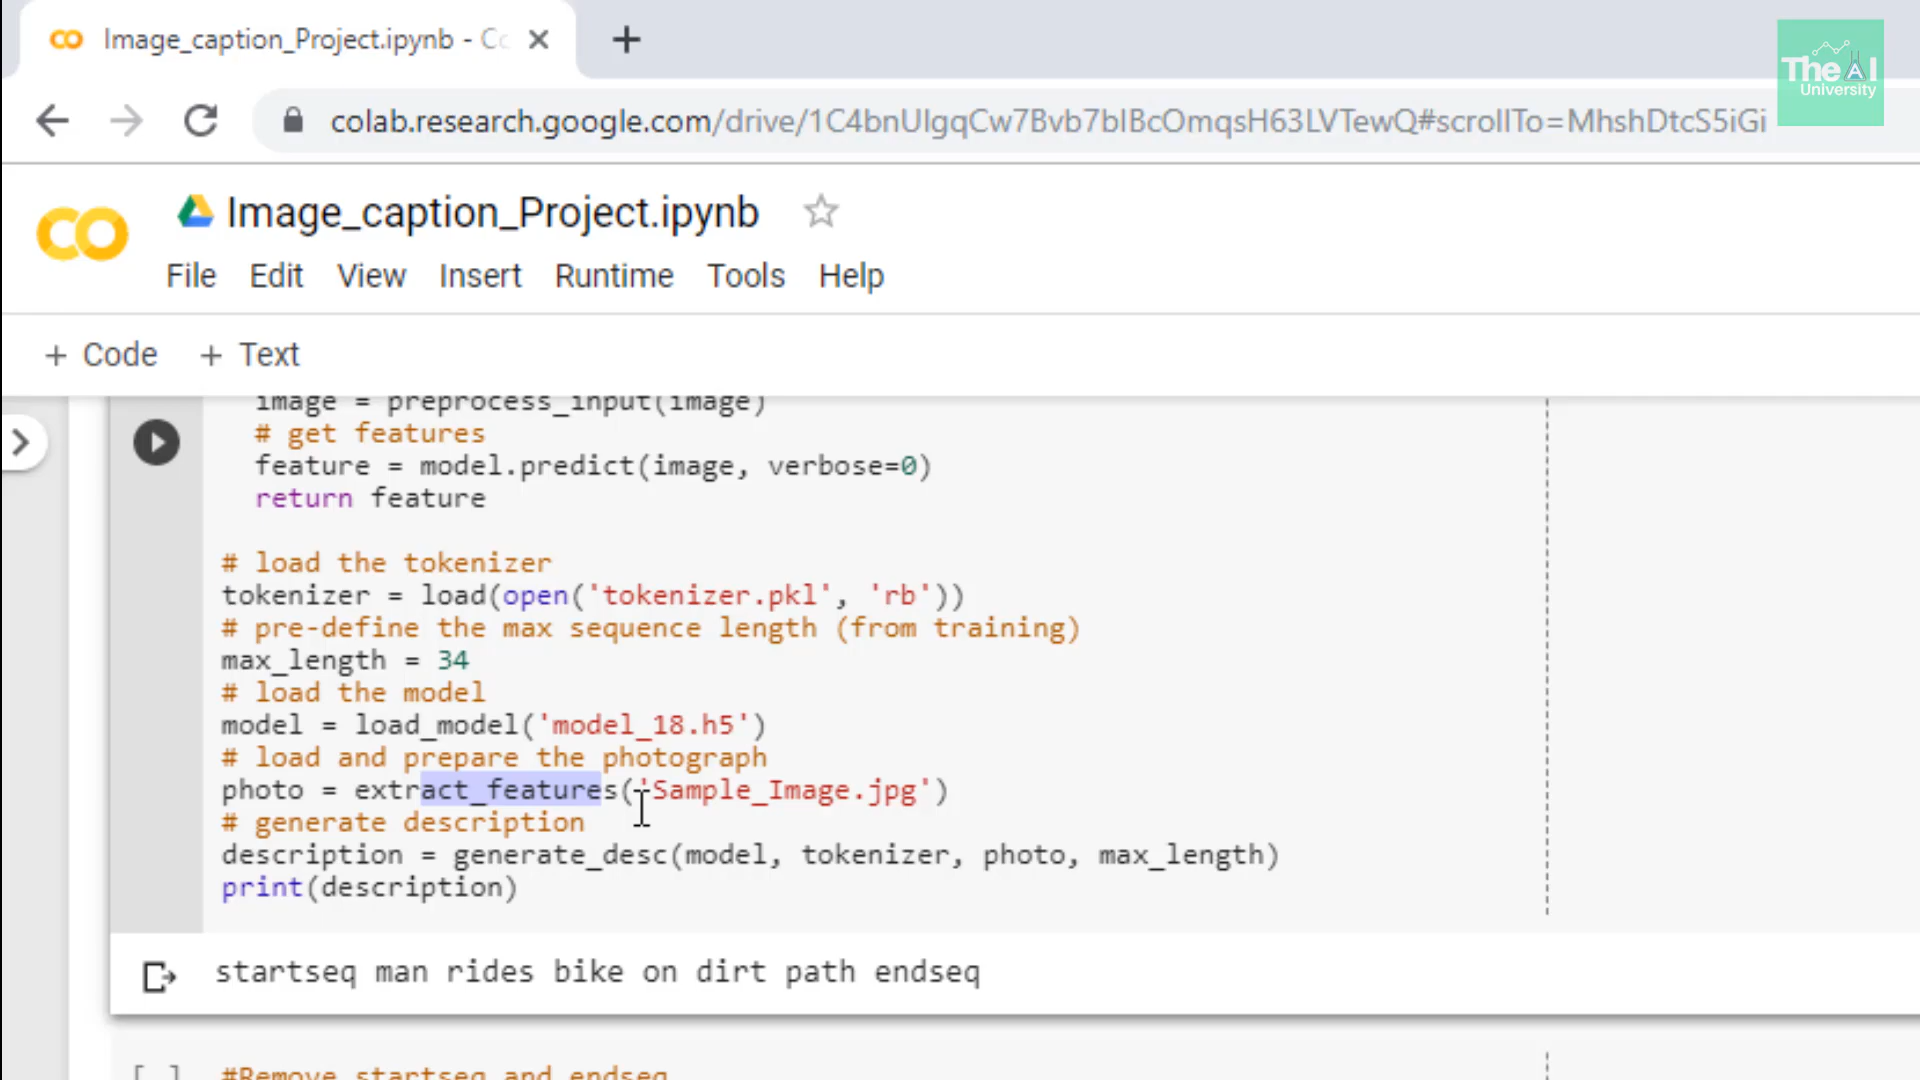 Image_caption_Project.ipynb - Co
The AI
University
colab.research.google.com/drive/1C4bnUIgqCw7Bvb7bIBcOmqsH63LVTewQ#scrollTo=MhshDtcS5iGi
CO
Image_caption_Project.ipynb
File Edit View Insert Runtime Tools Help
+ Code + Text
image = preprocess_input(image)
# get features
feature = model.predict(image, verbose=0)
return feature
# load the tokenizer
tokenizer = load(open('tokenizer.pkl', 'rb'))
# pre-define the max sequence length (from training)
max_length = 34
# load the model
model = load_model('model_18.h5')
# load and prepare the photograph
photo = extract_features('Sample_Image.jpg')
# generate description
description = generate_desc(model, tokenizer, photo, max_length)
print(description)
startseq man rides bike on dirt path endseq
[ ] #Remove startseq and endseq